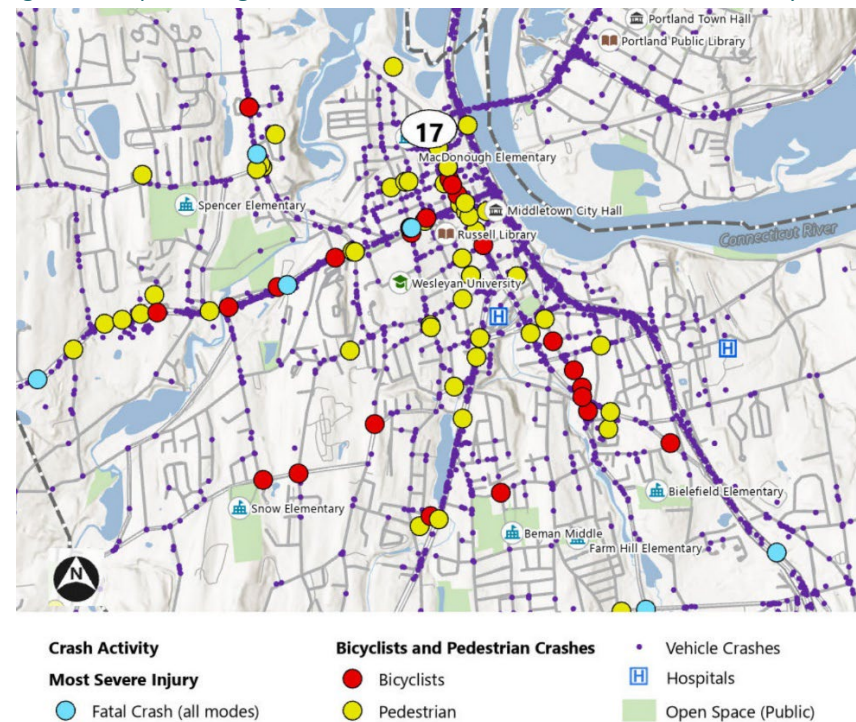 Portland Town Hall
Portland Public Library
17
MacDonough Elementary
Spencer Elementary
Middletown City Hall
Russell Library
Connecticut River
Wesleyan University
H
H
Bielefield Elementary
Snow Elementary
Beman Middle
Farm Hill Elementary
N
Crash Activity
Bicyclists and Pedestrian Crashes
Vehicle Crashes
Most Severe Injury
Bicyclists
H Hospitals
Fatal Crash (all modes)
Pedestrian
Open Space (Public)